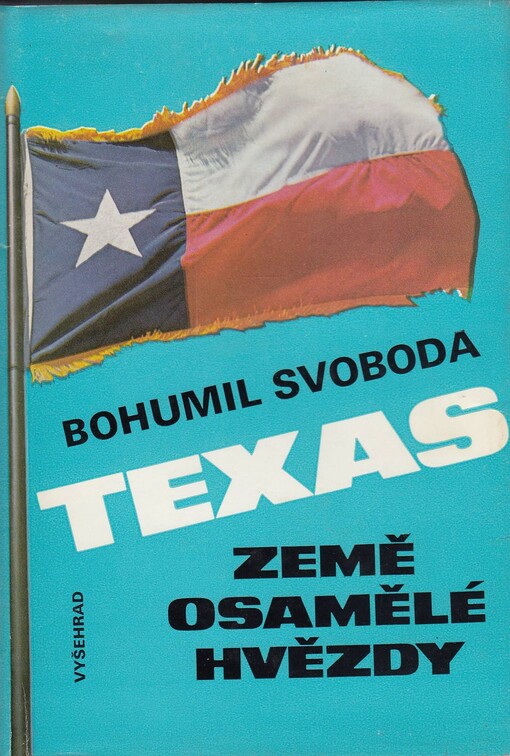 BOHUMIL SVOBODA
TEXAS
ZEMĚ
OSAMĚLÉ
HVĚZDY
VYŠEHRAD